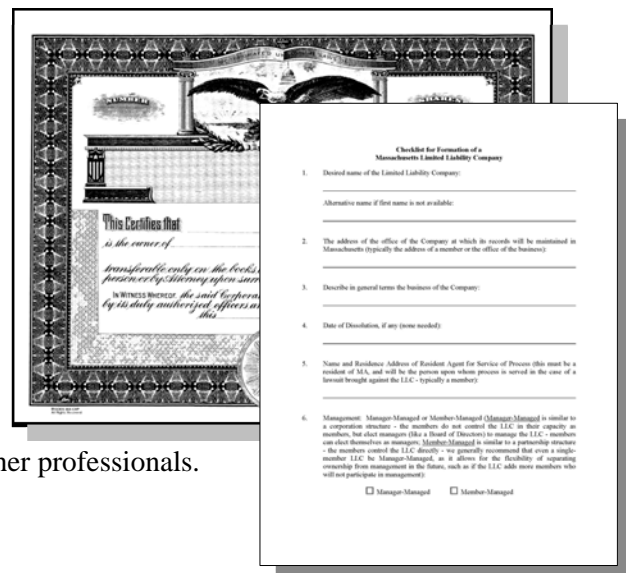 NUMBER
SHARES
This Certifies that
is the owner of
transferable only on the books
person or by Attorney upon surr
IN WITNESS WHEREOF, the said Corpora
by its duly authorized officers a
this
ner professionals.
Checklist for Formation of a
Massachusetts Limited Liability Company
1. Desired name of the Limited Liability Company:
Alternative name if first name is not available:
2. The address of the office of the Company at which its records will be maintained in
Massachusetts (typically the address of a member or the office of the business):
3. Describe in general terms the business of the Company:
4. Date of Dissolution, if any (none needed):
5. Name and Residence Address of Resident Agent for Service of Process (this must be a
resident of MA, and will be the person upon whom process is served in the case of a
lawsuit brought against the LLC - typically a member):
6. Management: Manager-Managed or Member-Managed (Manager-Managed is similar to
a corporation structure - the members do not control the LLC in their capacity as
members, but elect managers (like a Board of Directors) to manage the LLC - members
can elect themselves as managers; Member-Managed is similar to a partnership structure
- the members control the LLC directly - we generally recommend that even a single-
member LLC be Manager-Managed, as it allows for the flexibility of separating
ownership from management in the future, such as if the LLC adds more members who
will not participate in management):
☐ Manager-Managed ☐ Member-Managed